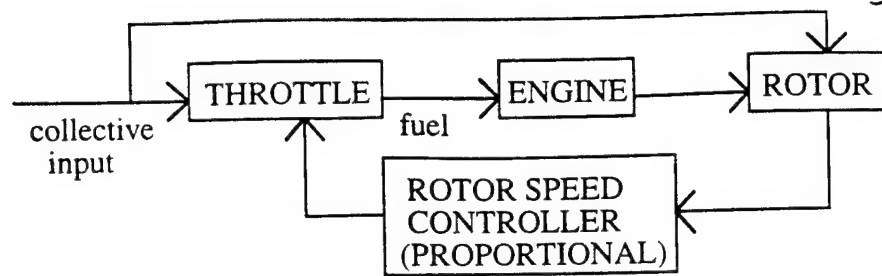 THROTTLE
ENGINE
ROTOR
collective
input
fuel
ROTOR SPEED
CONTROLLER
(PROPORTIONAL)